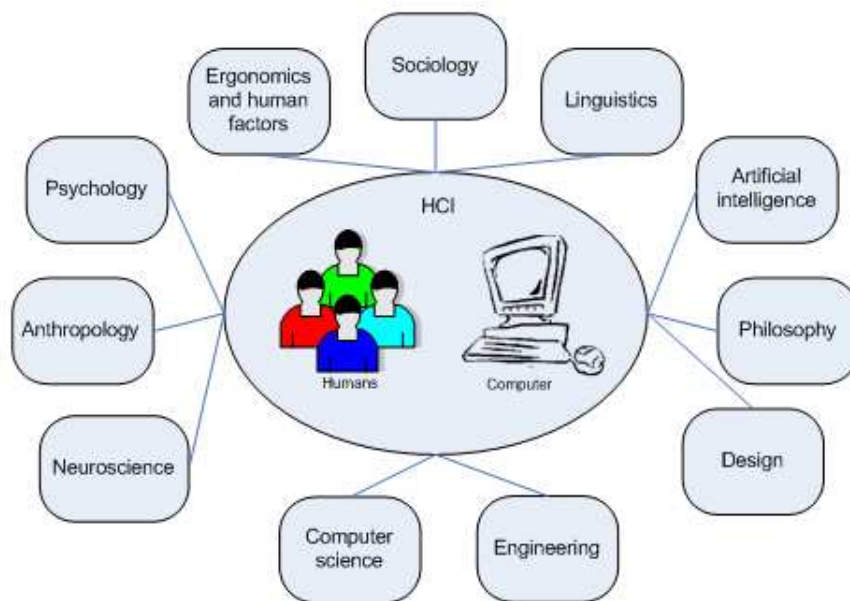 Sociology
Ergonomics
and human
factors
Linguistics
Psychology
HCI
Artificial
intelligence
Anthropology
Philosophy
Humans
Computer
Neuroscience
Design
Computer
science
Engineering